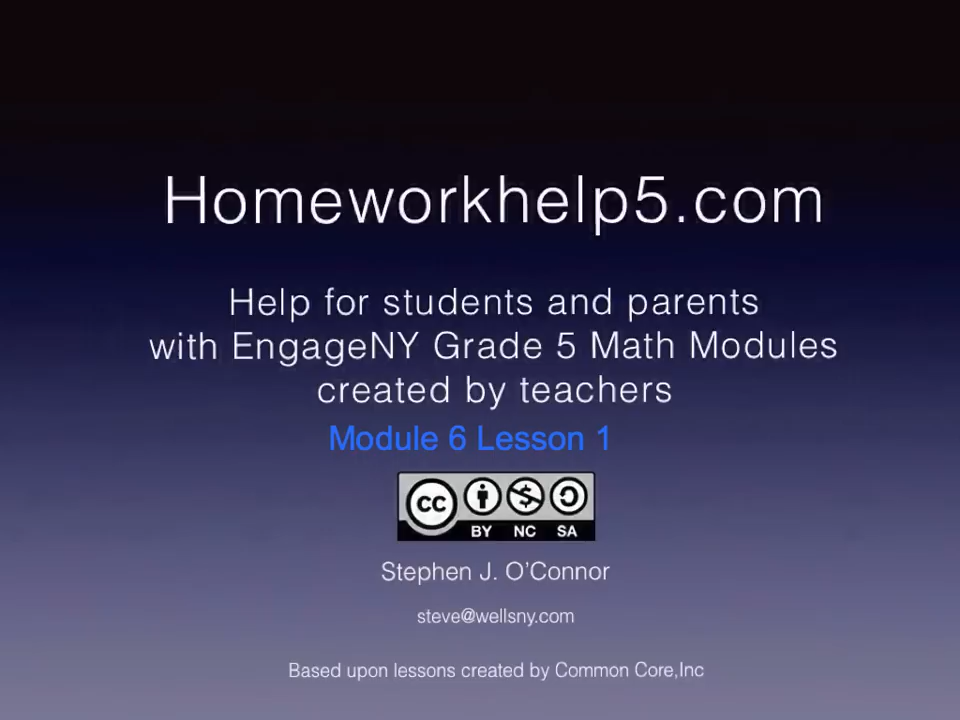 Homeworkhelp5.com
Help for students and parents
with EngageNY Grade 5 Math Modules
created by teachers
Module 6 Lesson 1
cc
BY NC SA
Stephen J. O'Connor
steve@wellsny.com
Based upon lessons created by Common Core,Inc